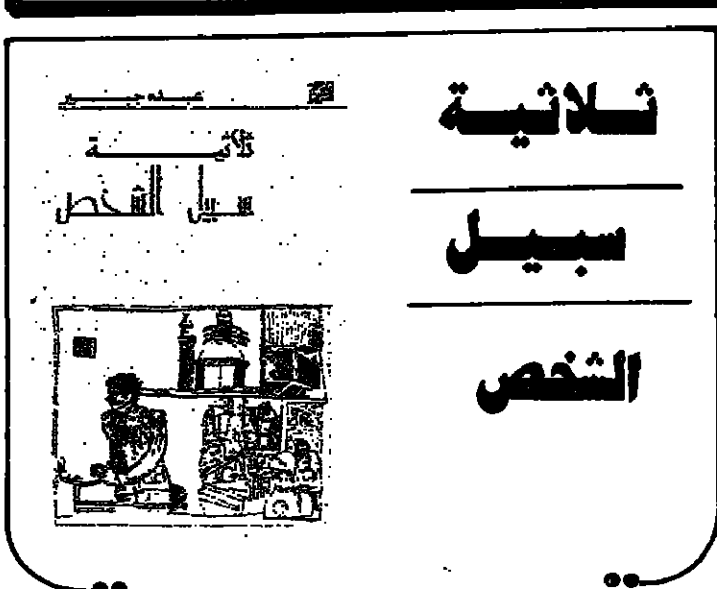 ثلاثية
سبيل
الشخص
عبده جبير
ثلاثية
سبيل الشخص